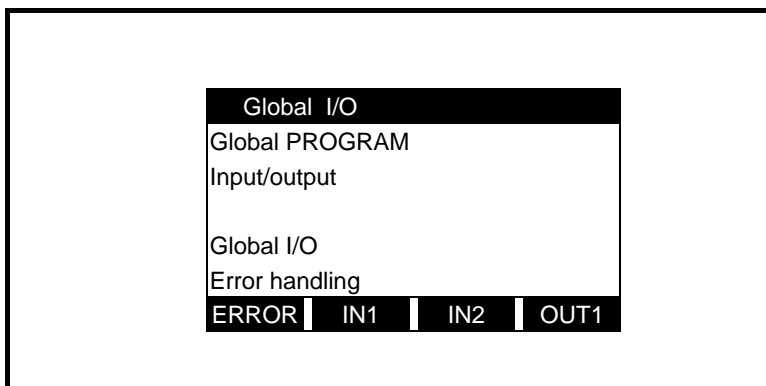 Global I/O
Global PROGRAM
Input/output
Global I/O
Error handling
ERROR IN1 IN2 OUT1